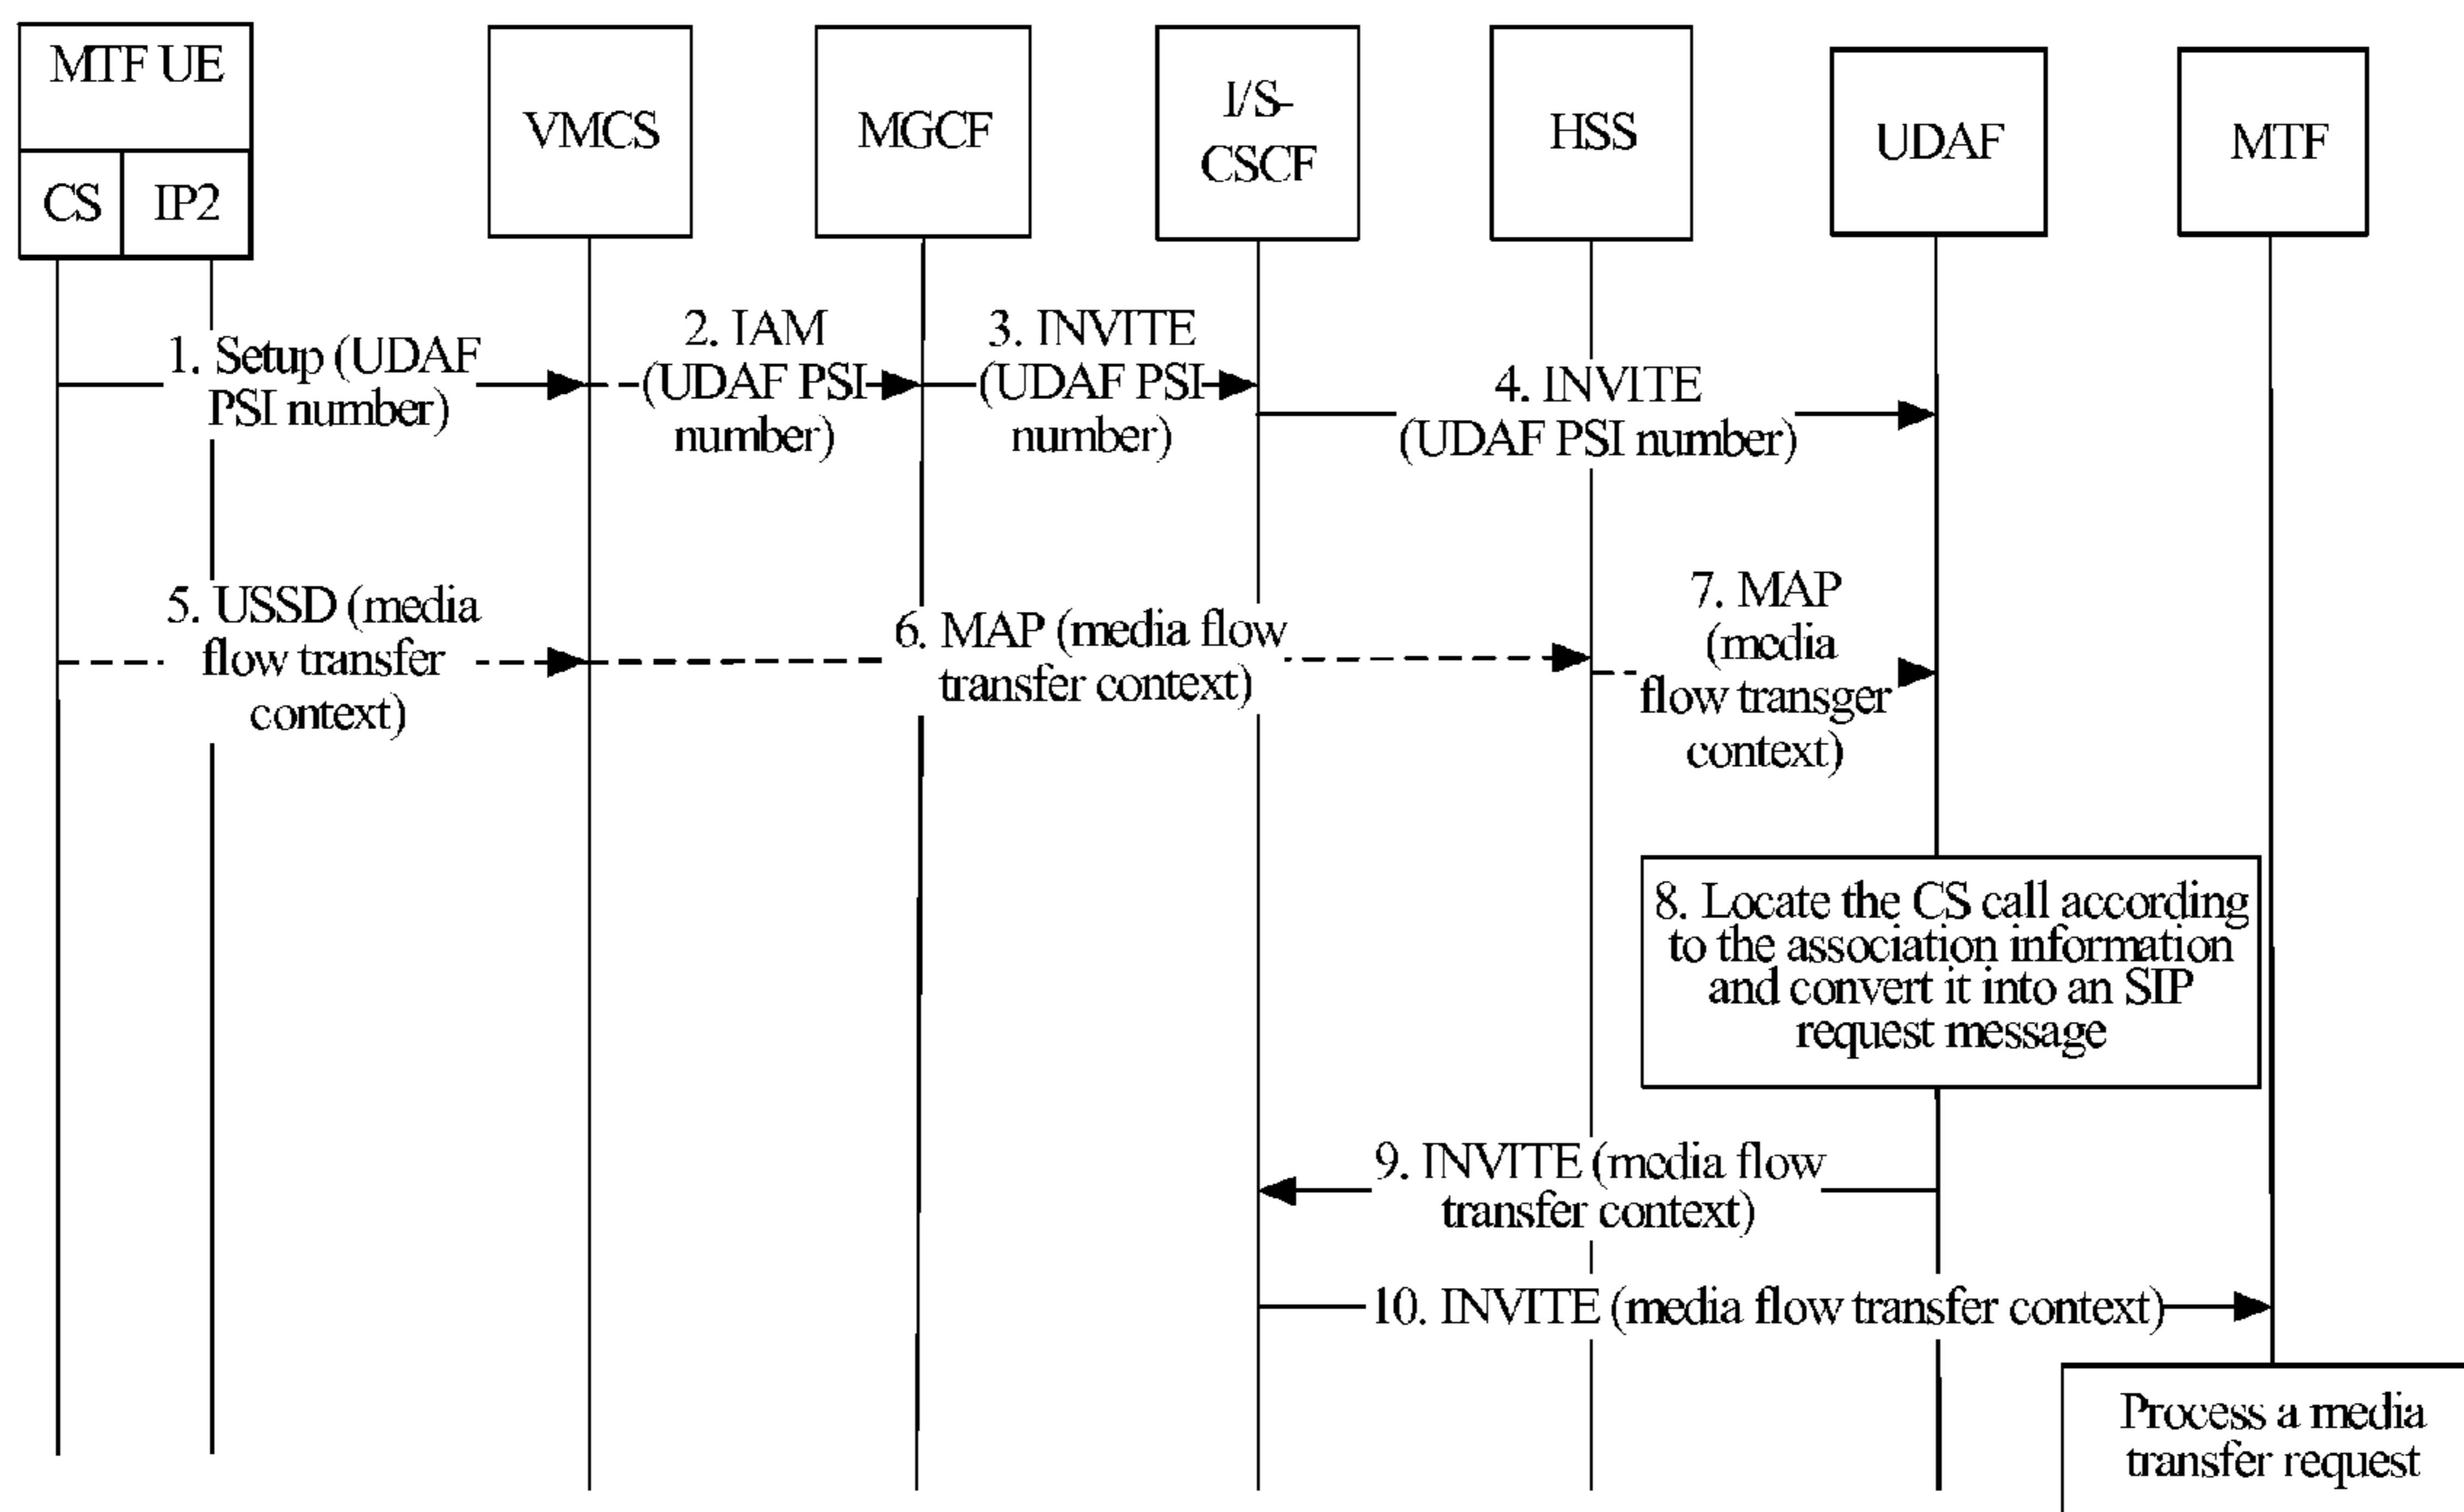 MTF UE
CS
IP2
VMCS
MGCF
I/S-
CSCF
HSS
UDAF
MTF
1. Setup (UDAF
PSI number)
2. IAM
(UDAF PSI
number)
3. INVITE
(UDAF PSI
number)
4. INVITE
(UDAF PSI number)
5. USSD (media
flow transfer
context)
6. MAP (media flow
transfer context)
7. MAP
(media
flow transger
context)
8. Locate the CS call according
to the association information
and convert it into an SIP
request message
9. INVITE (media flow
transfer context)
10. INVITE (media flow transfer context)
Process a media
transfer request